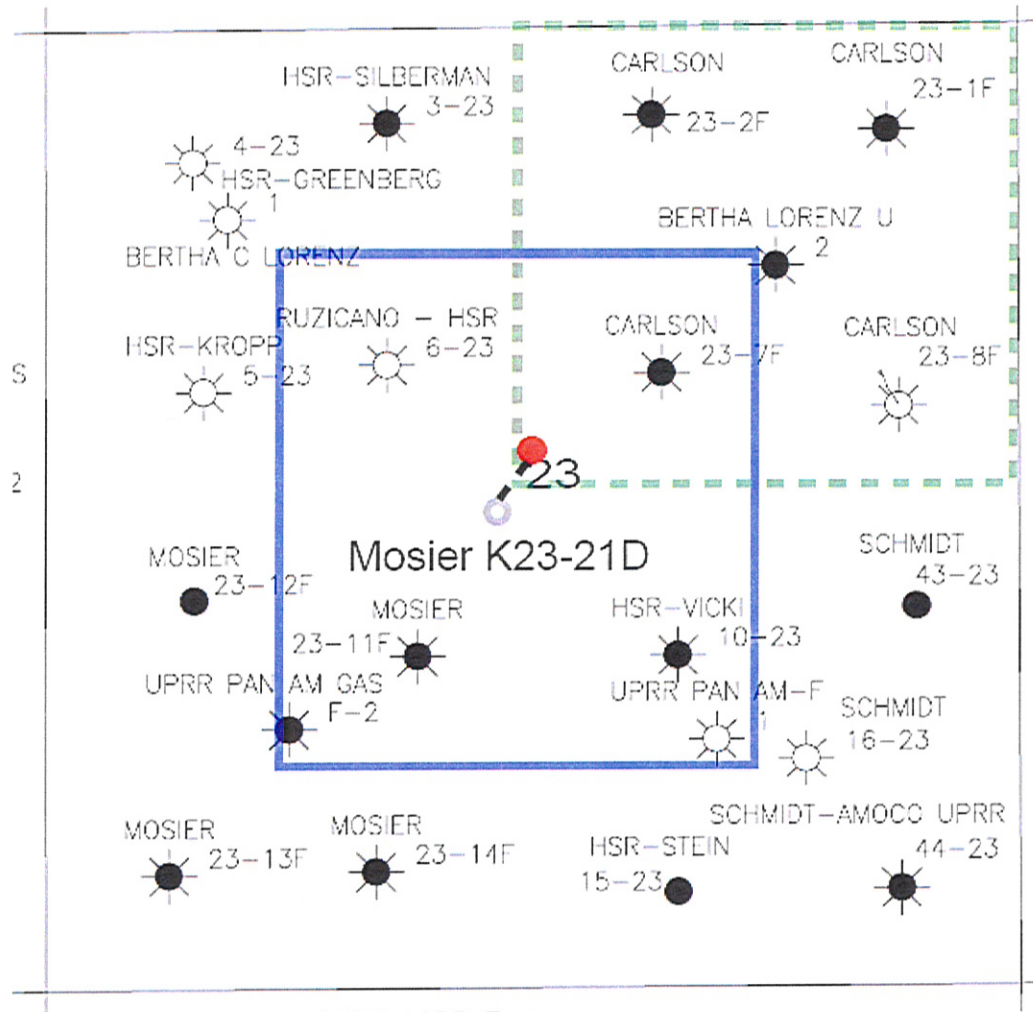 CARLSON
23-1F
CARLSON
23-2F
HSR-SILBERMAN
3-23
4-23
HSR-GREENBERG
1
BERTHA C LORENZ
BERTHA LORENZ U
2
RUZICANO - HSR
6-23
HSR-KROPP
5-23
CARLSON
23-7F
CARLSON
23-8F
S
2
23
Mosier K23-21D
MOSIER
23-12F
SCHMIDT
43-23
MOSIER
23-11F
HSR-VICKI
10-23
UPRR PAN AM GAS
F-2
UPRR PAN AM-F
1
SCHMIDT
16-23
MOSIER
23-13F
MOSIER
23-14F
HSR-STEIN
15-23
SCHMIDT-AMOCO UPRR
44-23